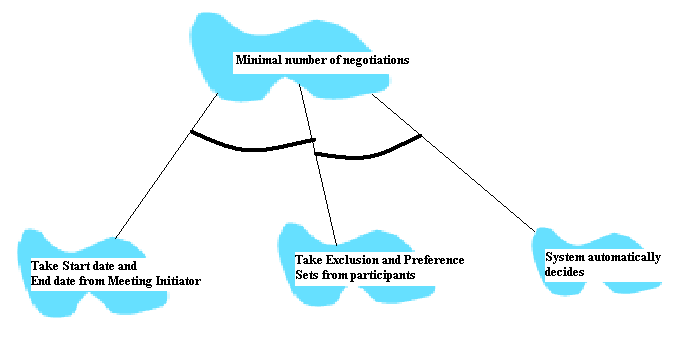 Minimal number of negotiations
Take Start date and
End date from Meeting Initiator
Take Exclusion and Preference
Sets from participants
System automatically
decides